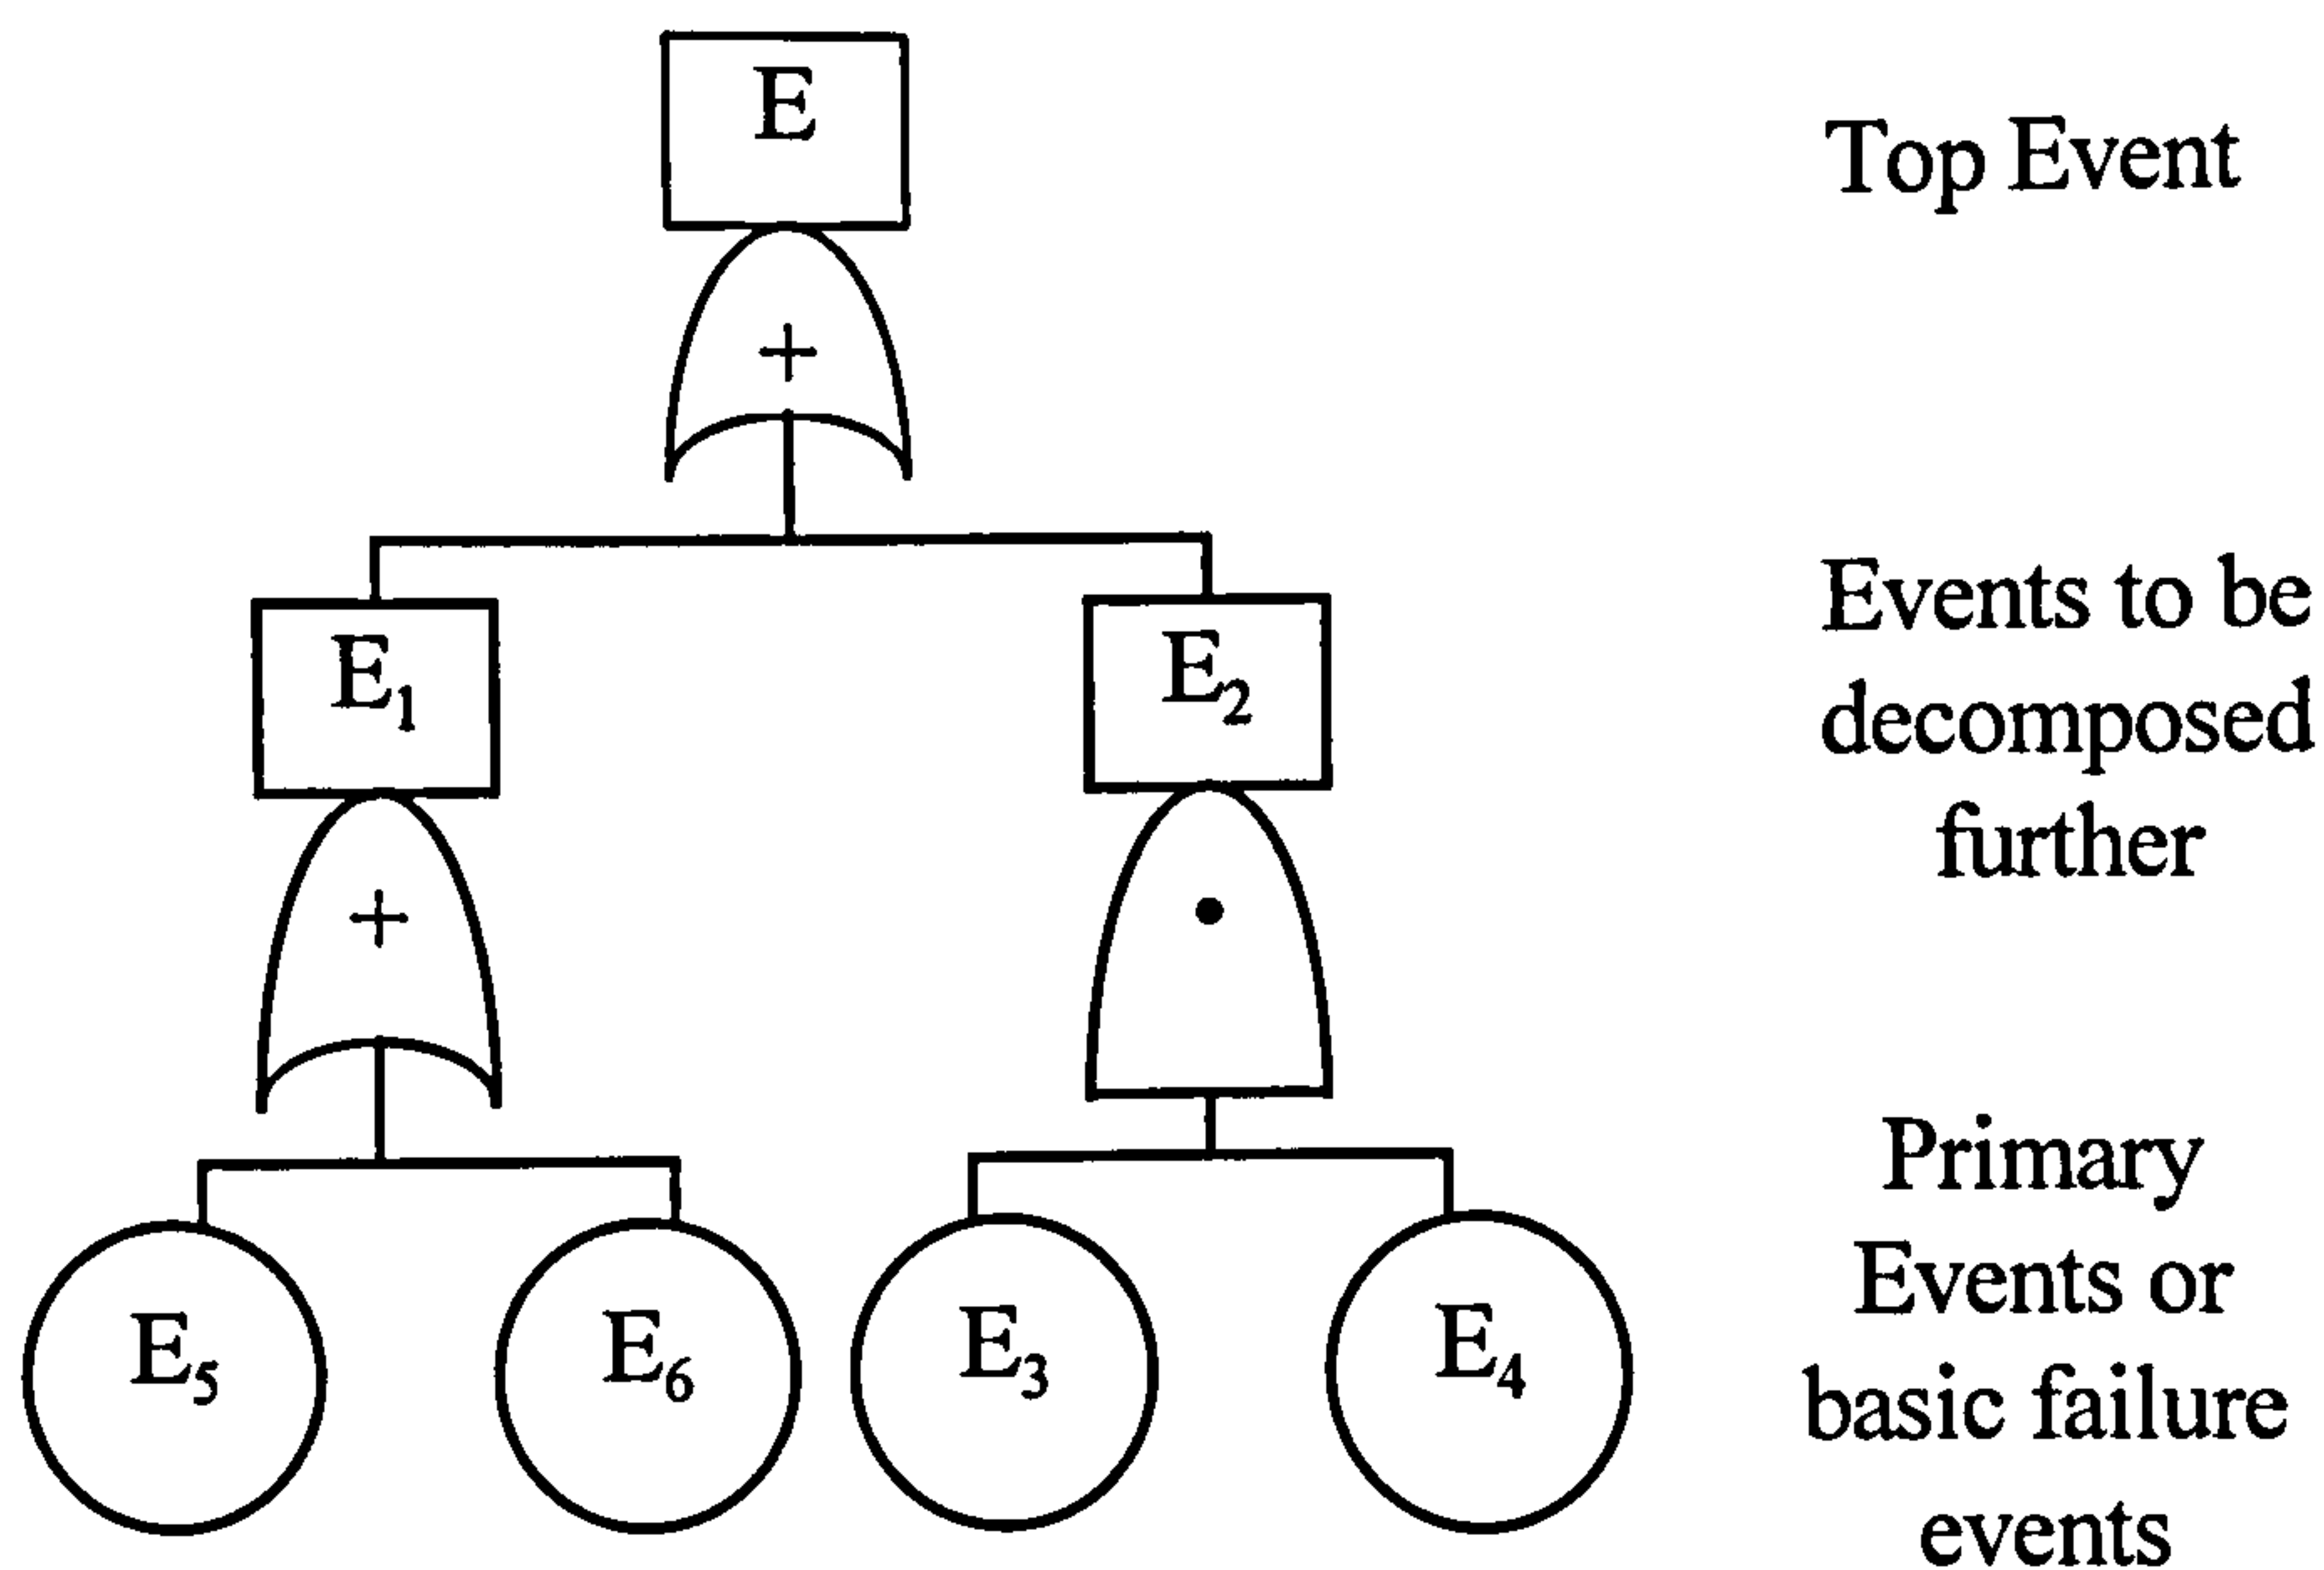 E
Top Event
+
E₁
E₂
Events to be
decomposed
further
+
•
E₅
E₆
E₃
E₄
Primary
Events or
basic failure
events